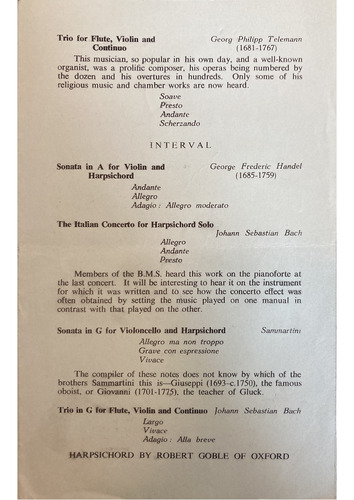 Trio for Flute, Violin and Georg Philipp Telemann
Continuo (1681-1767)
This musician, so popular in his own day, and a well-known
organist, was a prolific composer, his operas being numbered by
the dozen and his overtures in hundreds. Only some of his
religious music and chamber works are now heard.
Soave
Presto
Andante
Scherzando
INTERVAL
Sonata in A for Violin and George Frederic Handel
Harpsichord (1685-1759)
Andante
Allegro
Adagio: Allegro moderato
The Italian Concerto for Harpsichord Solo
Johann Sebastian Bach
Allegro
Andante
Presto
Members of the B.M.S. heard this work on the pianoforte at
the last concert. It will be interesting to hear it on the instrument
for which it was written and to see how the concerto effect was
often obtained by setting the music played on one manual in
contrast with that played on the other.
Sonata in G for Violoncello and Harpsichord Sammartini
Allegro ma non troppo
Grave con espressione
Vivace
The compiler of these notes does not know by which of the
brothers Sammartini this is—Giuseppi (1693-c.1750), the famous
oboist, or Giovanni (1701-1775), the teacher of Gluck.
Trio in G for Flute, Violin and Continuo Johann Sebastian Bach
Largo
Vivace
Adagio: Alla breve
HARPSICHORD BY ROBERT GOBLE OF OXFORD